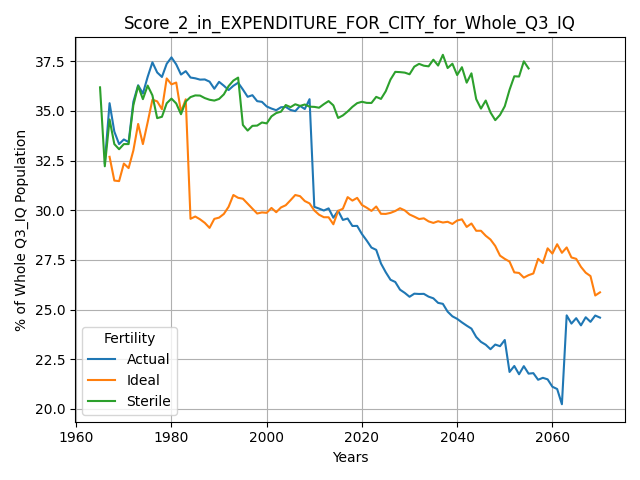 Score_2_in_EXPENDITURE_FOR_CITY_for_Whole_Q3_IQ
37.5
35.0
32.5
30.0
27.5
25.0
22.5
20.0
% of Whole Q3_IQ Population
Fertility
Actual
Ideal
Sterile
1960
1980
2000
2020
2040
2060
Years